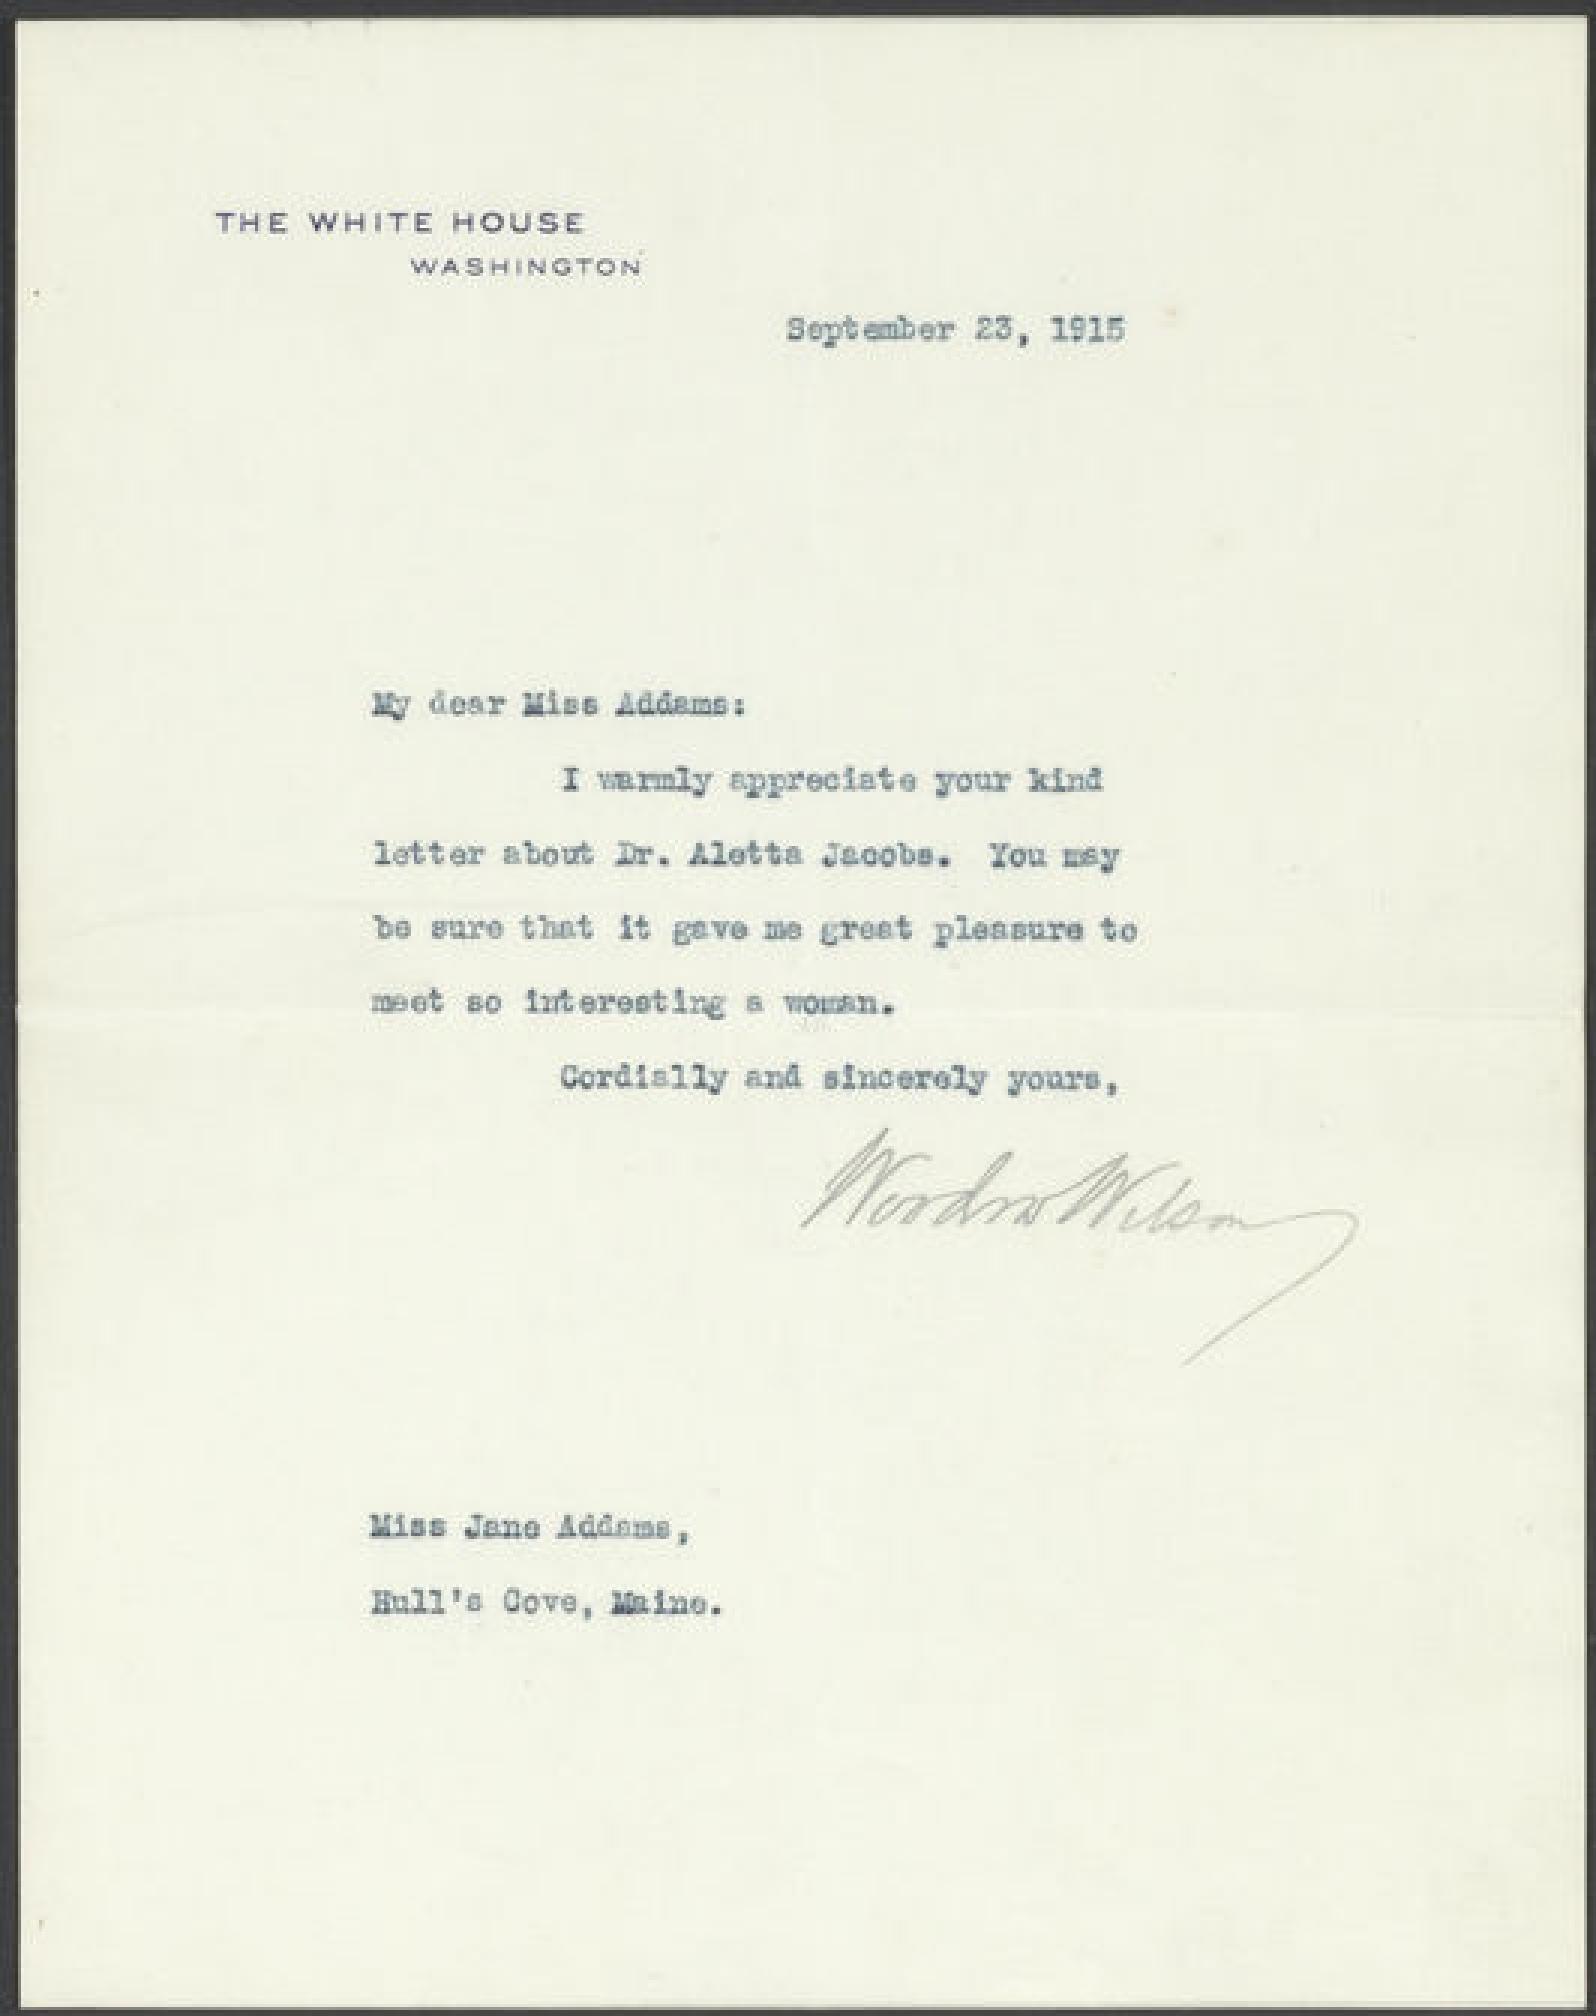 THE WHITE HOUSE
WASHINGTON
September 23, 1915
My dear Miss Addams:
I warmly appreciate your kind
letter about Dr. Aletta Jacobs. You may
be sure that it gave me great pleasure to
meet so interesting a woman.
Cordially and sincerely yours,
Woodrow Wilson
Miss Jane Addams,
Hull's Cove, Maine.